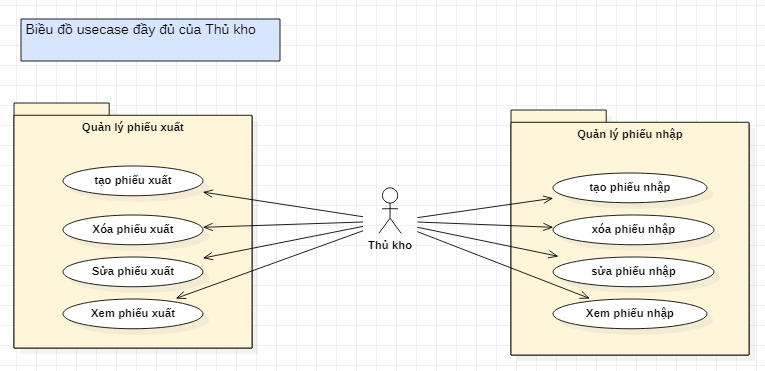 Biều đồ usecase đầy đủ của Thủ kho
Quản lý phiếu xuất
tạo phiếu xuất
Xóa phiếu xuất
Sửa phiếu xuất
Xem phiếu xuất
Thủ kho
Quản lý phiếu nhập
tạo phiếu nhập
xóa phiếu nhập
sửa phiếu nhập
Xem phiếu nhập